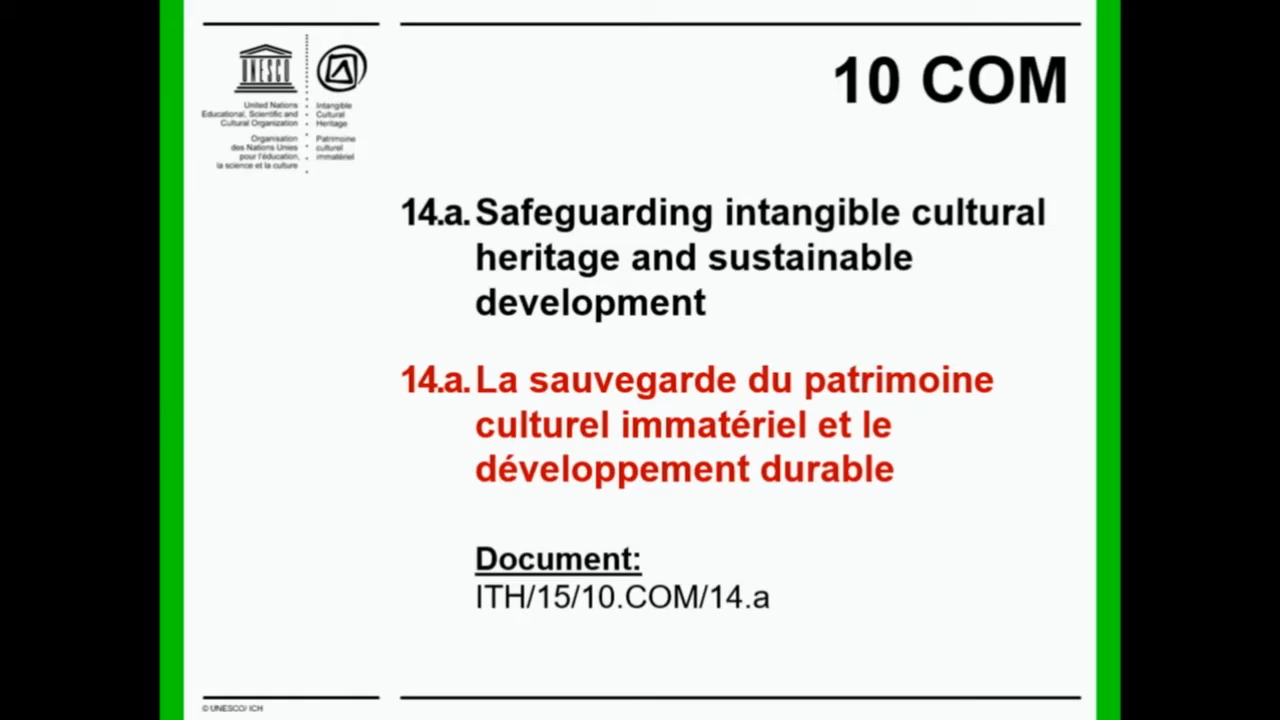 UNESCO
United Nations
Educational, Scientific and
Cultural Organization
Organisation
des Nations Unies
pour l'éducation,
la science et la culture
Intangible
Cultural
Heritage
Patrimoine
culturel
immatériel
10 COM
14.a. Safeguarding intangible cultural
heritage and sustainable
development
14.a. La sauvegarde du patrimoine
culturel immatériel et le
développement durable
Document:
ITH/15/10.COM/14.a
© UNESCO/ ICH